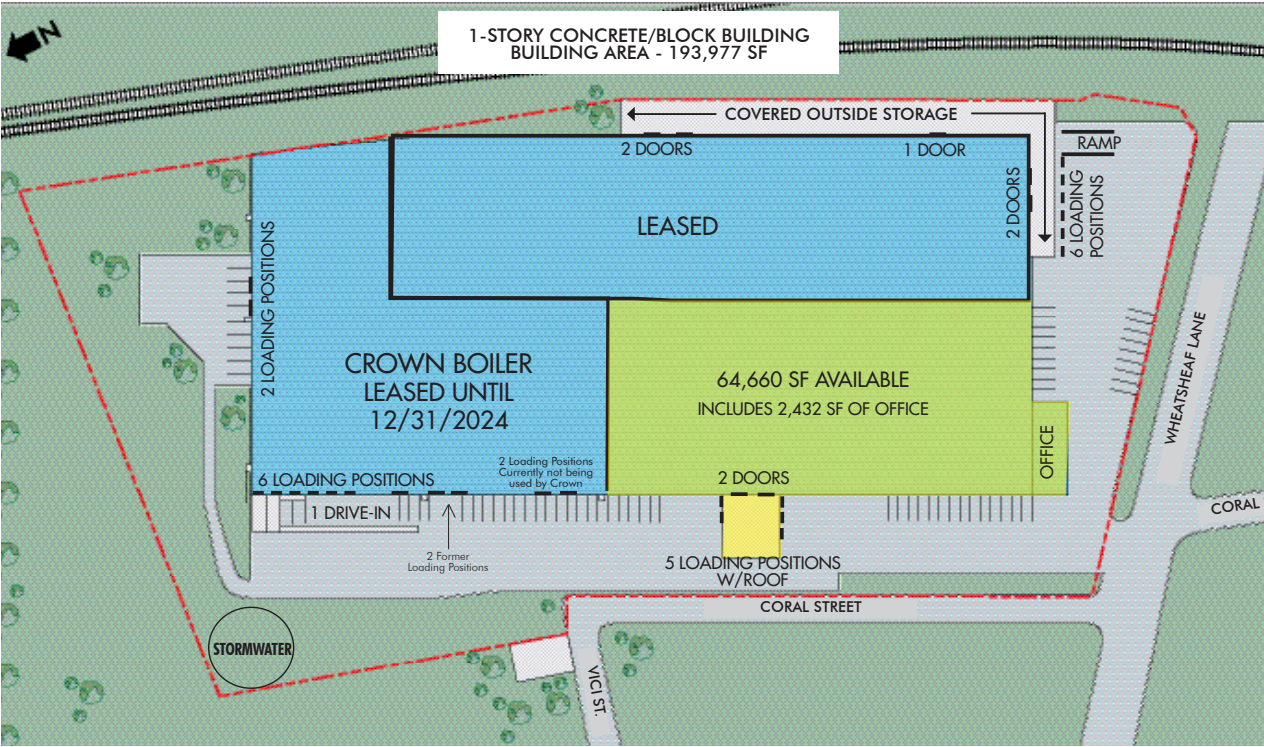 N
1-STORY CONCRETE/BLOCK BUILDING
BUILDING AREA - 193,977 SF
COVERED OUTSIDE STORAGE
2 DOORS
1 DOOR
RAMP
2 DOORS
6 LOADING
POSITIONS
LEASED
2 LOADING POSITIONS
CROWN BOILER
LEASED UNTIL
12/31/2024
64,660 SF AVAILABLE
INCLUDES 2,432 SF OF OFFICE
WHEATSHEAF LANE
OFFICE
6 LOADING POSITIONS
2 Loading Positions
Currently not being
used by Crown
2 DOORS
1 DRIVE-IN
2 Former
Loading Positions
5 LOADING POSITIONS
W/ROOF
CORAL
CORAL STREET
STORMWATER
VICI ST.